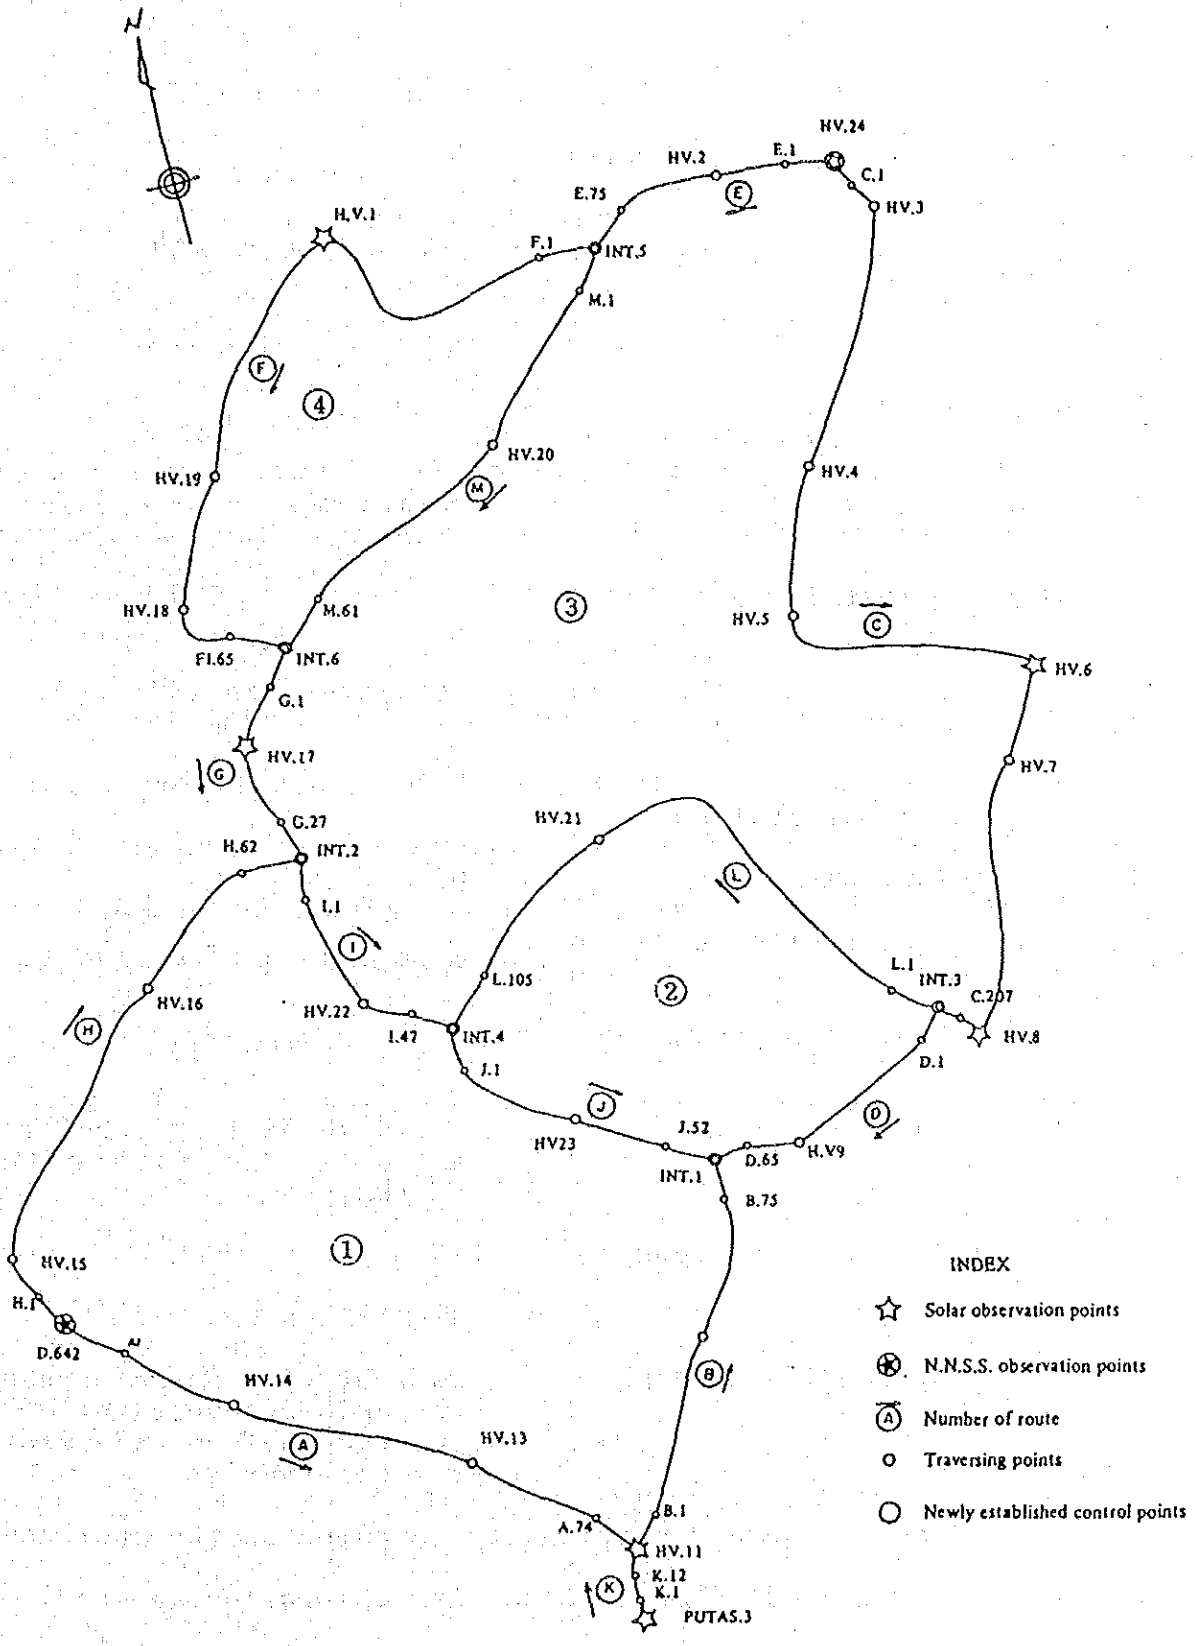 N
HV.24
E.1
HV.2
C.1
E.75
E
HV.3
H.V.1
F.1
INT.5
M.1
F
4
HV.20
HV.19
HV.4
M
3
HV.18
M.61
HV.5
C
F1.65
INT.6
HV.6
G.1
HV.17
HV.7
G
HV.21
G.27
H.62
INT.2
L
I.1
I
L.1
INT.3
L.105
2
C.207
HV.16
HV.22
H
I.47
INT.4
HV.8
D.1
J.1
J
D
J.52
HV23
H.V9
D.65
INT.1
B.75
1
HV.15
INDEX
H.1
Solar observation points
D.642
N.N.S.S. observation points
HV.14
B
A
Number of route
HV.13
A
Traversing points
B.1
Newly established control points
A.74
HV.11
K.12
K
K.1
PUTAS.3